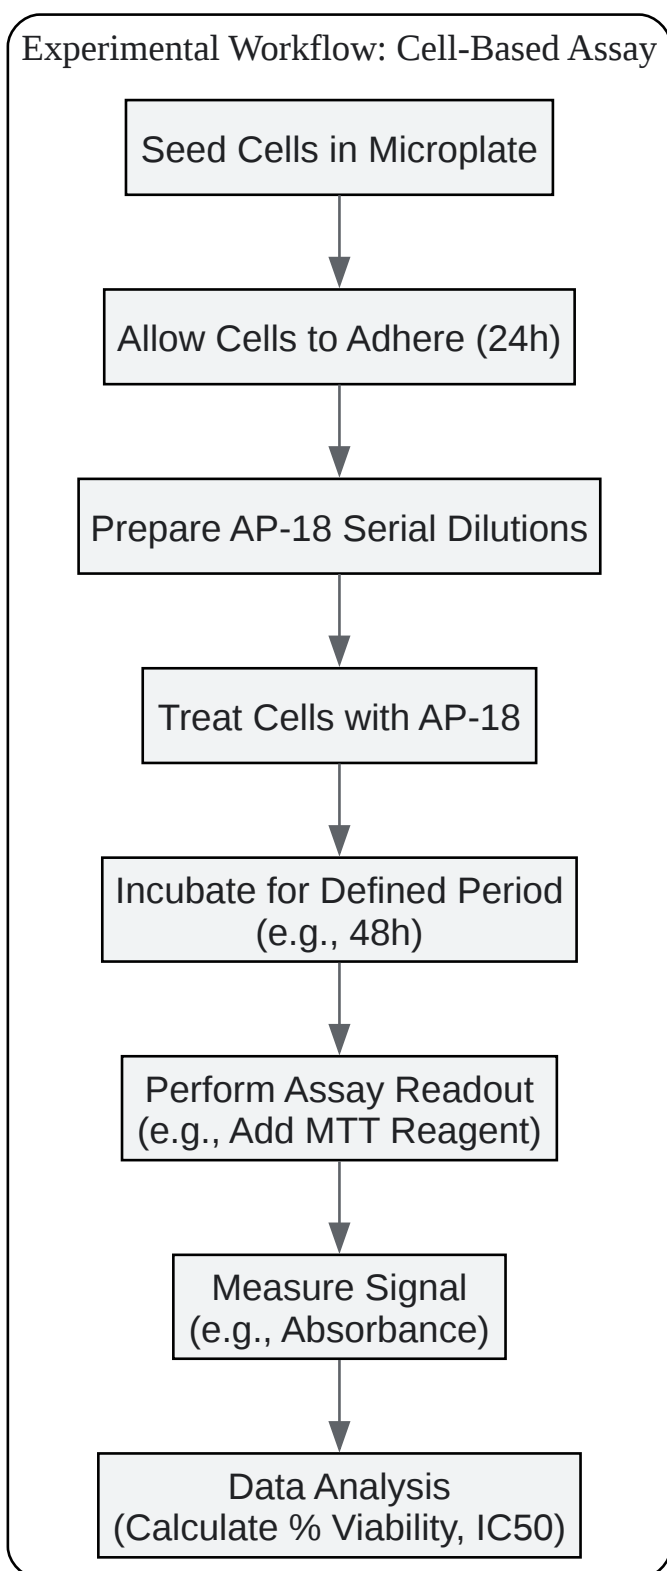 Experimental Workflow: Cell-Based Assay
Seed Cells in Microplate
Allow Cells to Adhere (24h)
Prepare AP-18 Serial Dilutions
Treat Cells with AP-18
Incubate for Defined Period
(e.g., 48h)
Perform Assay Readout
(e.g., Add MTT Reagent)
Measure Signal
(e.g., Absorbance)
Data Analysis
(Calculate % Viability, IC50)